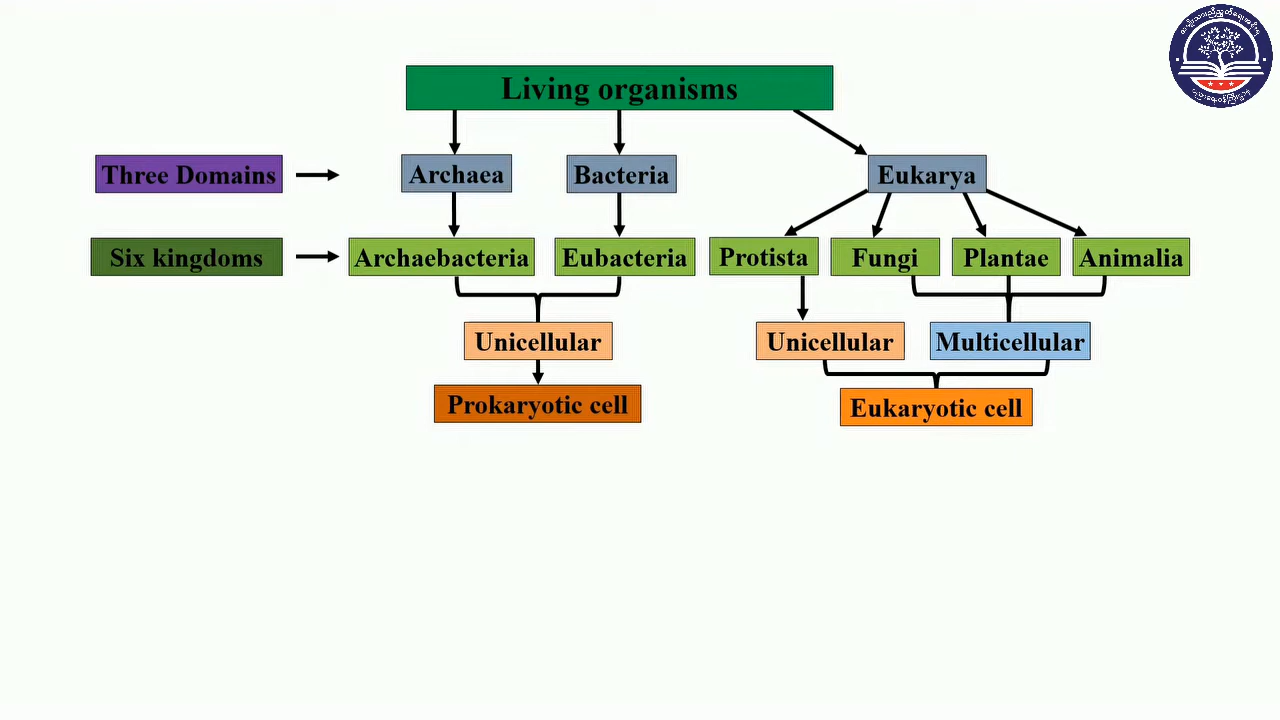 Living organisms
Three Domains
Archaea
Bacteria
Eukarya
Six kingdoms
Archaebacteria
Eubacteria
Protista
Fungi
Plantae
Animalia
Unicellular
Unicellular
Multicellular
Prokaryotic cell
Eukaryotic cell